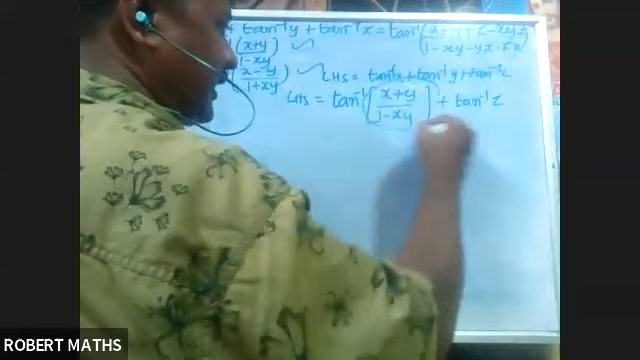 + tan⁻¹y + tan⁻¹z = tan⁻¹(x+y+z-xyz / 1-xy-yz-zx)
(x+y / 1-xy) ✓
(x-y / 1+xy) ✓ LHS = tan⁻¹x + tan⁻¹y + tan⁻¹z
LHS = tan⁻¹[x+y / 1-xy] + tan⁻¹z
ROBERT MATHS